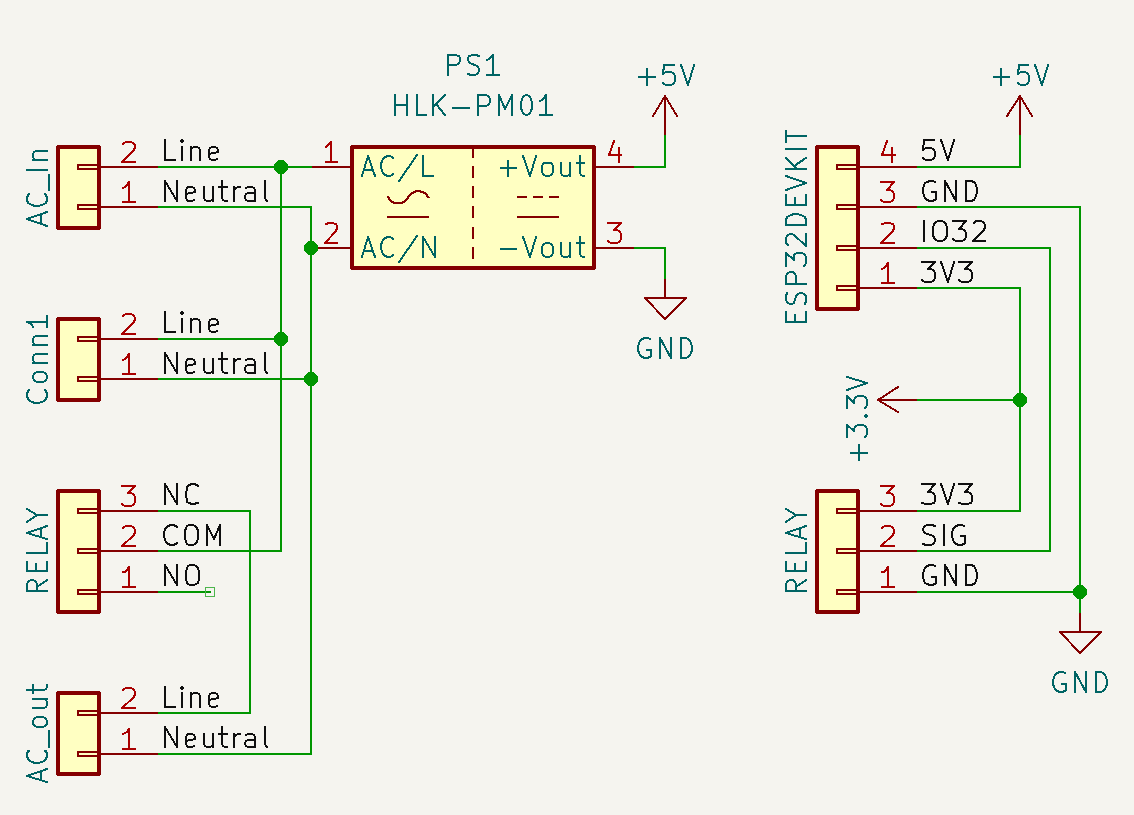 PS1
HLK-PM01
+5V
+5V
AC_In
2 Line
1 Neutral
1 AC/L
2 AC/N
+Vout 4
-Vout 3
GND
ESP32DEVKIT
4 5V
3 GND
2 IO32
1 3V3
Conn1
2 Line
1 Neutral
+3.3V
RELAY
3 NC
2 COM
1 NO
RELAY
3 3V3
2 SIG
1 GND
GND
AC_out
2 Line
1 Neutral